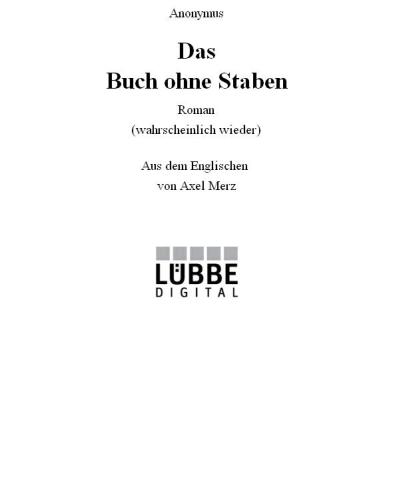 Anonymus
Das
Buch ohne Staben
Roman
(wahrscheinlich wieder)
Aus dem Englischen
von Axel Merz
LÜBBE
DIGITAL